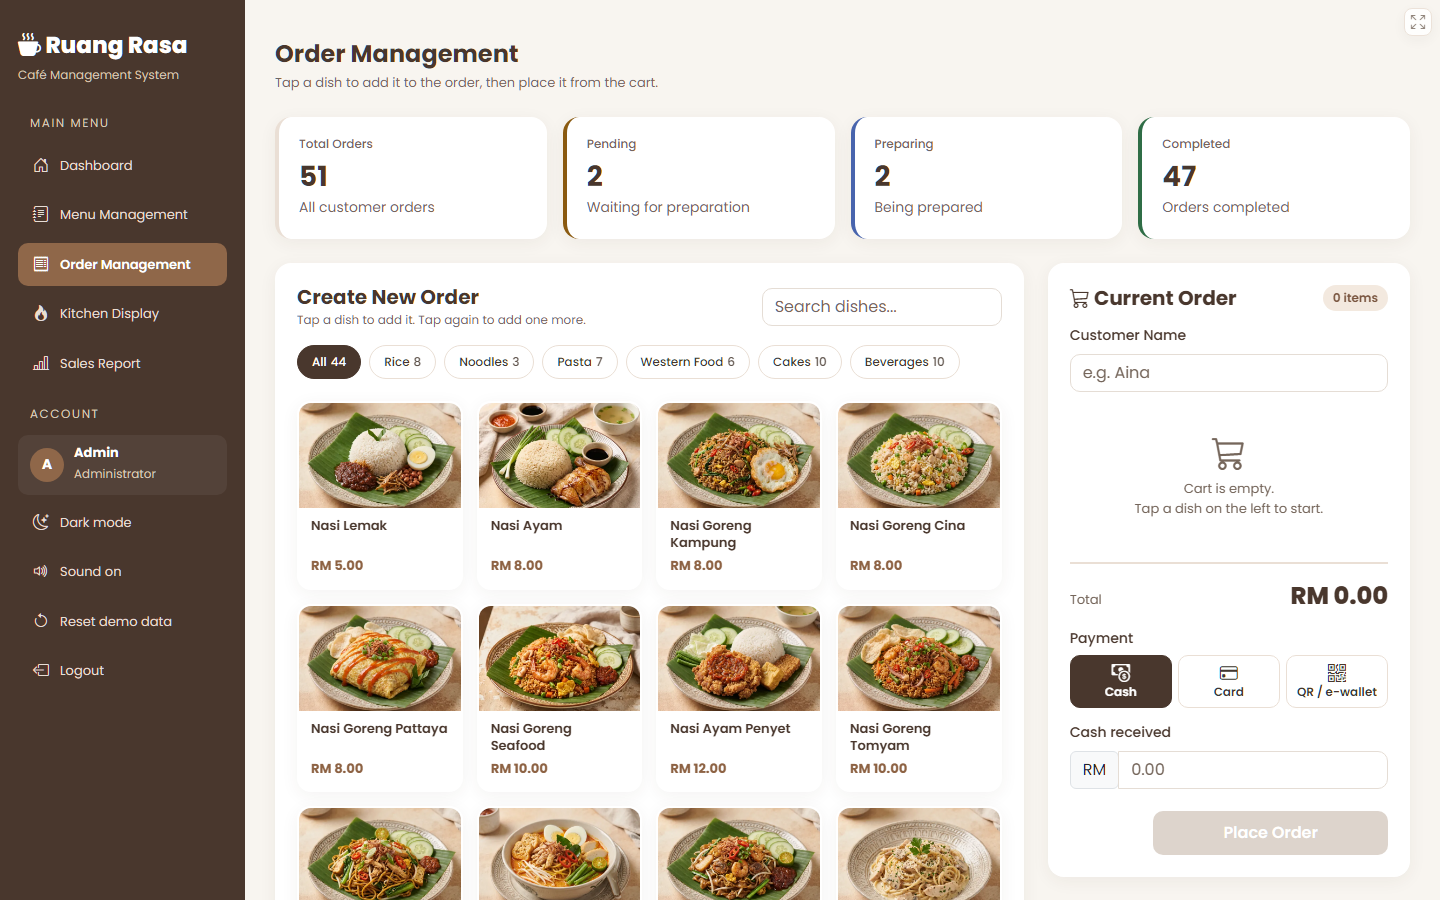 Ruang Rasa
Café Management System
MAIN MENU
Dashboard
Menu Management
Order Management
Kitchen Display
Sales Report
ACCOUNT
A
Admin
Administrator
Dark mode
Sound on
Reset demo data
Logout
Order Management
Tap a dish to add it to the order, then place it from the cart.
Total Orders
51
All customer orders
Pending
2
Waiting for preparation
Preparing
2
Being prepared
Completed
47
Orders completed
Create New Order
Tap a dish to add it. Tap again to add one more.
Search dishes...
All 44
Rice 8
Noodles 3
Pasta 7
Western Food 6
Cakes 10
Beverages 10
Nasi Lemak
RM 5.00
Nasi Ayam
RM 8.00
Nasi Goreng
Kampung
RM 8.00
Nasi Goreng Cina
RM 8.00
Nasi Goreng Pattaya
RM 8.00
Nasi Goreng
Seafood
RM 10.00
Nasi Ayam Penyet
RM 12.00
Nasi Goreng
Tomyam
RM 10.00
Current Order
0 items
Customer Name
e.g. Aina
Cart is empty.
Tap a dish on the left to start.
Total
RM 0.00
Payment
Cash
Card
QR / e-wallet
Cash received
RM
0.00
Place Order